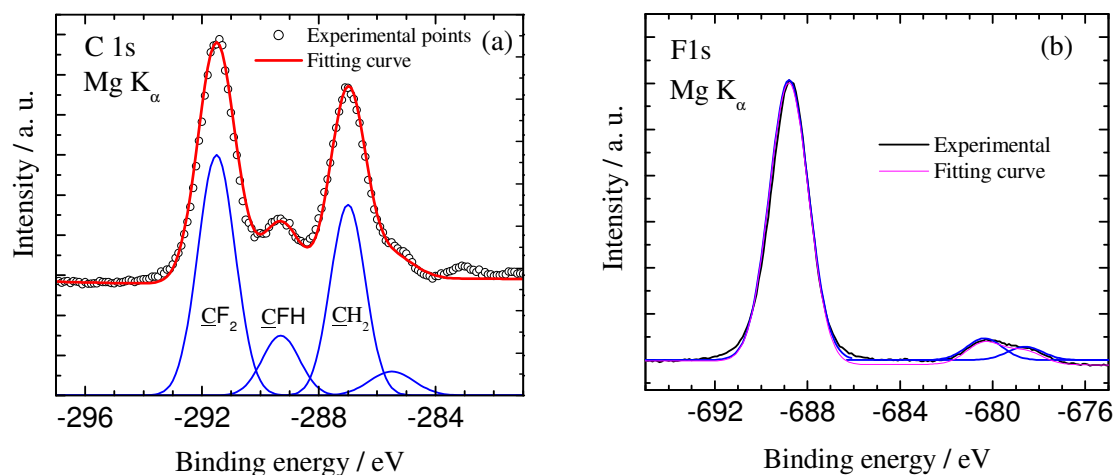 C 1s
Mg Kα
Experimental points
Fitting curve
(a)
Intensity / a. u.
CF2
CFH
CH2
-296 -292 -288 -284
Binding energy / eV
F1s
Mg Kα
(b)
Experimental
Fitting curve
Intensity / a. u.
-692 -688 -684 -680 -675
Binding energy / eV